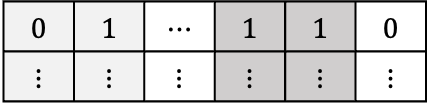 0 1 ⋯ 1 1 0
⋮ ⋮ ⋮ ⋮ ⋮ ⋮